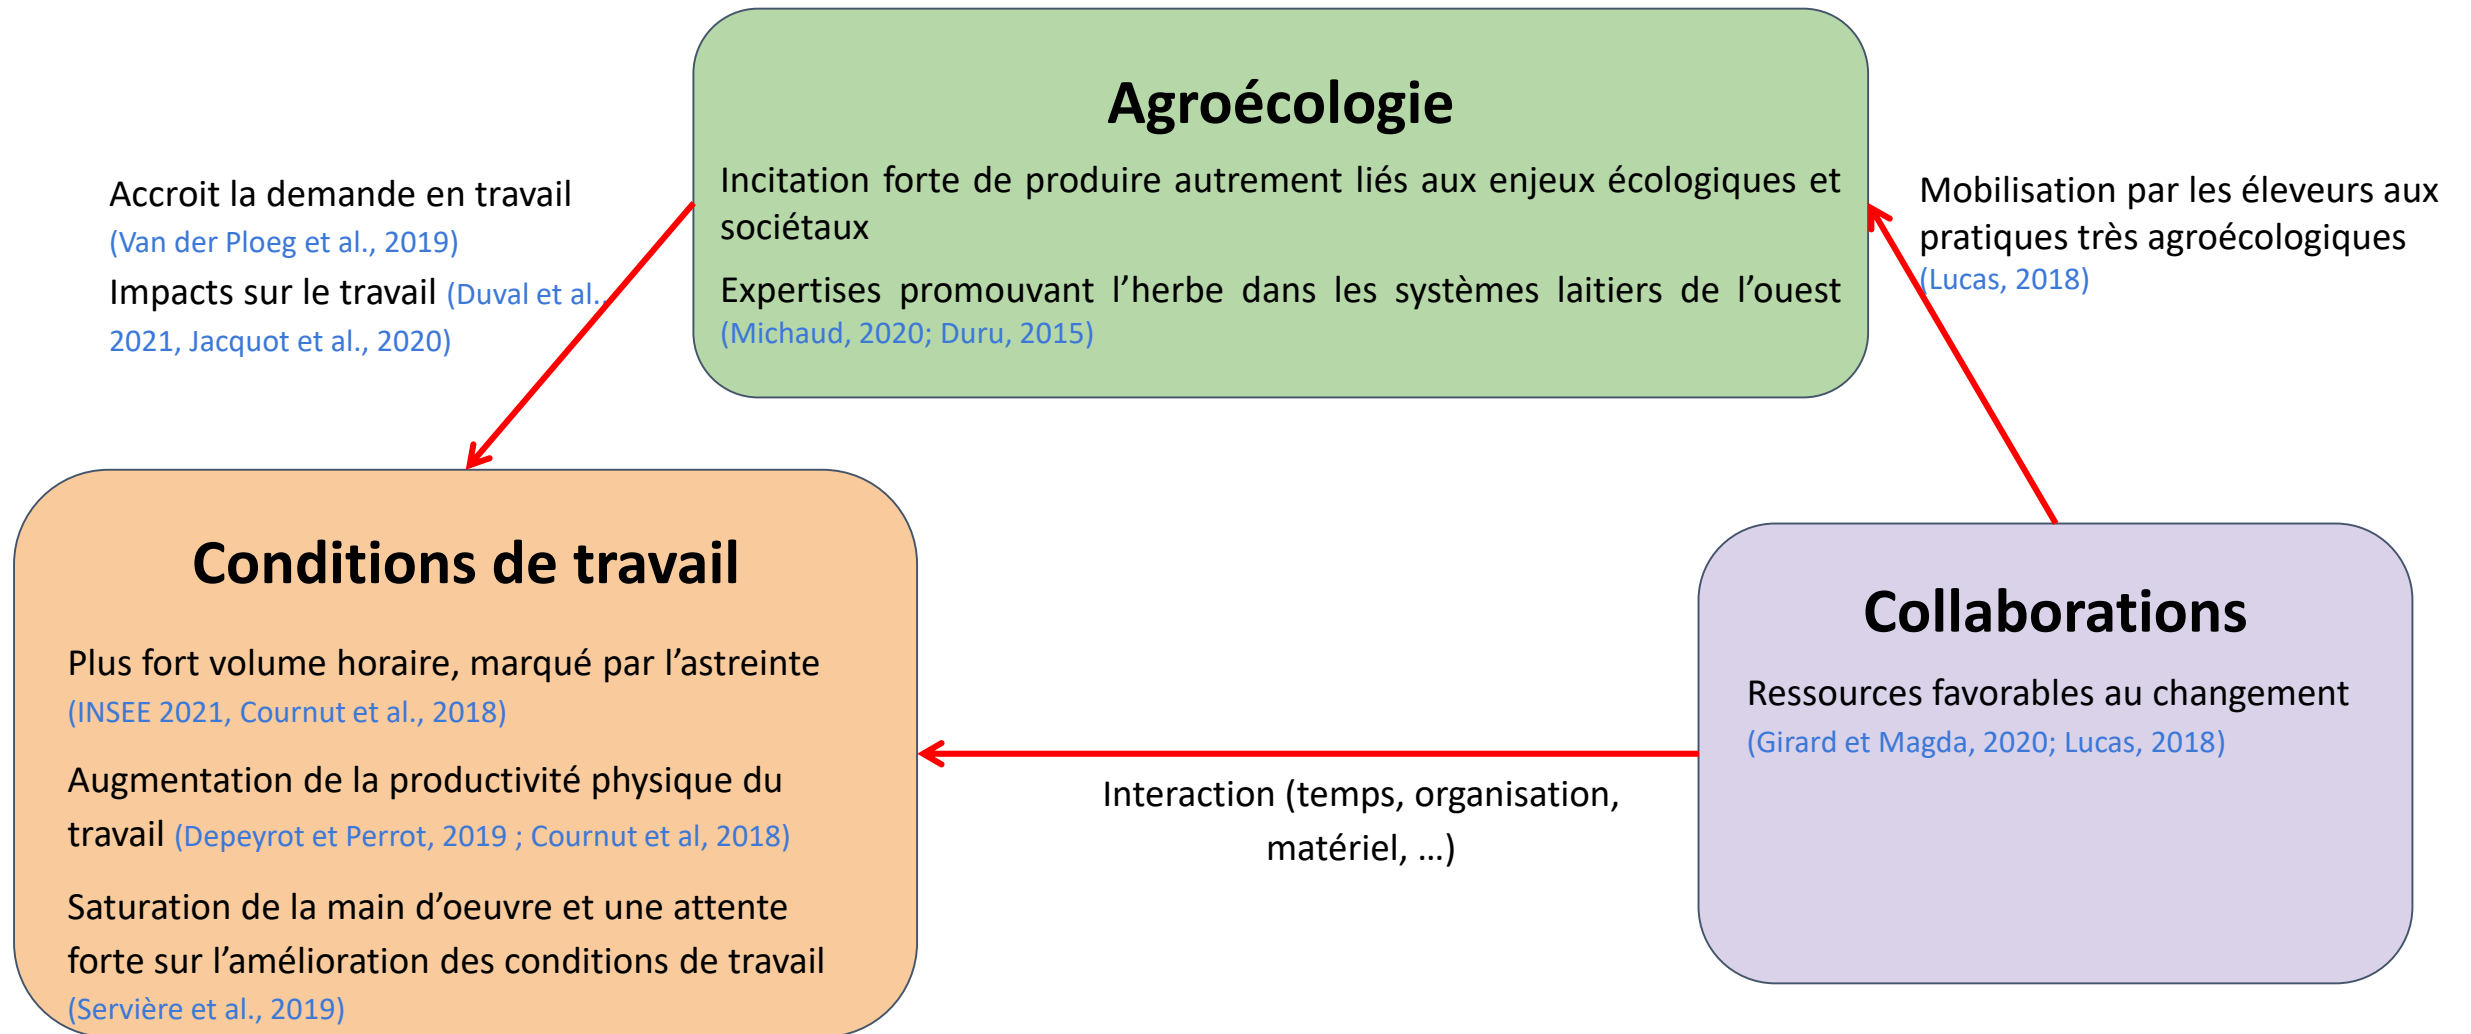 Agroécologie
Incitation forte de produire autrement liés aux enjeux écologiques et
sociétaux
Expertises promouvant l’herbe dans les systèmes laitiers de l’ouest
(Michaud, 2020; Duru, 2015)
Accroit la demande en travail
(Van der Ploeg et al., 2019)
Impacts sur le travail (Duval et al.,
2021, Jacquot et al., 2020)
Mobilisation par les éleveurs aux
pratiques très agroécologiques
(Lucas, 2018)
Conditions de travail
Plus fort volume horaire, marqué par l’astreinte
(INSEE 2021, Cournut et al., 2018)
Augmentation de la productivité physique du
travail (Depeyrot et Perrot, 2019 ; Cournut et al, 2018)
Saturation de la main d’oeuvre et une attente
forte sur l’amélioration des conditions de travail
(Servière et al., 2019)
Interaction (temps, organisation,
matériel, …)
Collaborations
Ressources favorables au changement
(Girard et Magda, 2020; Lucas, 2018)